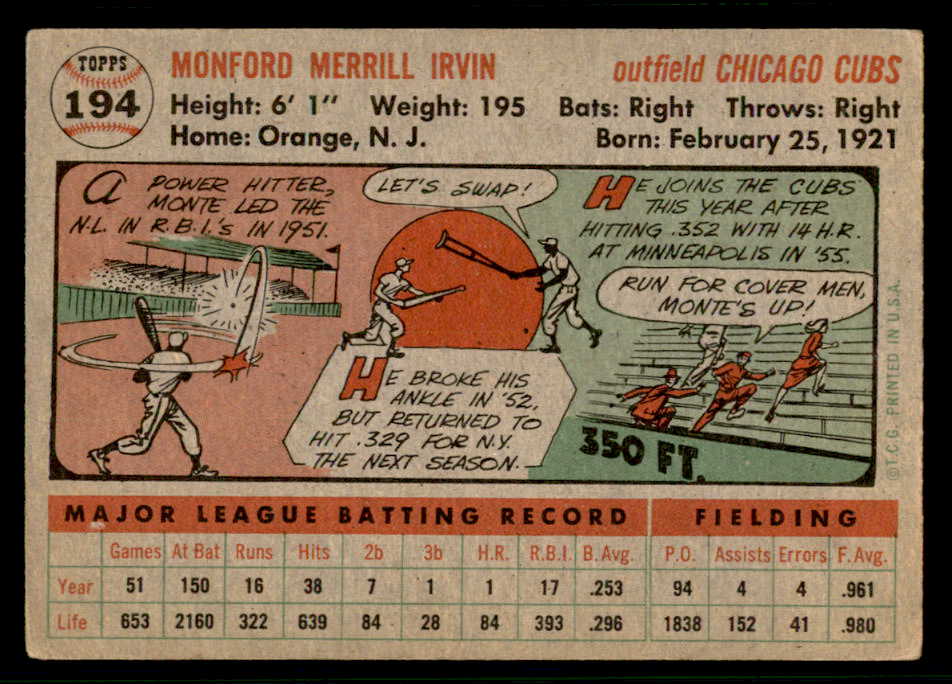 TOPPS
194
MONFORD MERRILL IRVIN
outfield CHICAGO CUBS
Height: 6' 1" Weight: 195 Bats: Right Throws: Right
Home: Orange, N. J. Born: February 25, 1921
A POWER HITTER,
MONTE LED THE
N.L. IN R.B.I.'s IN 1951.
LET'S SWAP!
HE BROKE HIS
ANKLE IN '52,
BUT RETURNED TO
HIT .329 FOR N.Y.
THE NEXT SEASON.
HE JOINS THE CUBS
THIS YEAR AFTER
HITTING .352 WITH 14 H.R.
AT MINNEAPOLIS IN '55.
RUN FOR COVER MEN,
MONTE'S UP!
350 FT.
©T.C.G. PRINTED IN U.S.A.
MAJOR LEAGUE BATTING RECORD FIELDING
Games At Bat Runs Hits 2b 3b H.R. R.B.I. B. Avg. P.O. Assists Errors F. Avg.
Year 51 150 16 38 7 1 1 17 .253 94 4 4 .961
Life 653 2160 322 639 84 28 84 393 .296 1838 152 41 .980